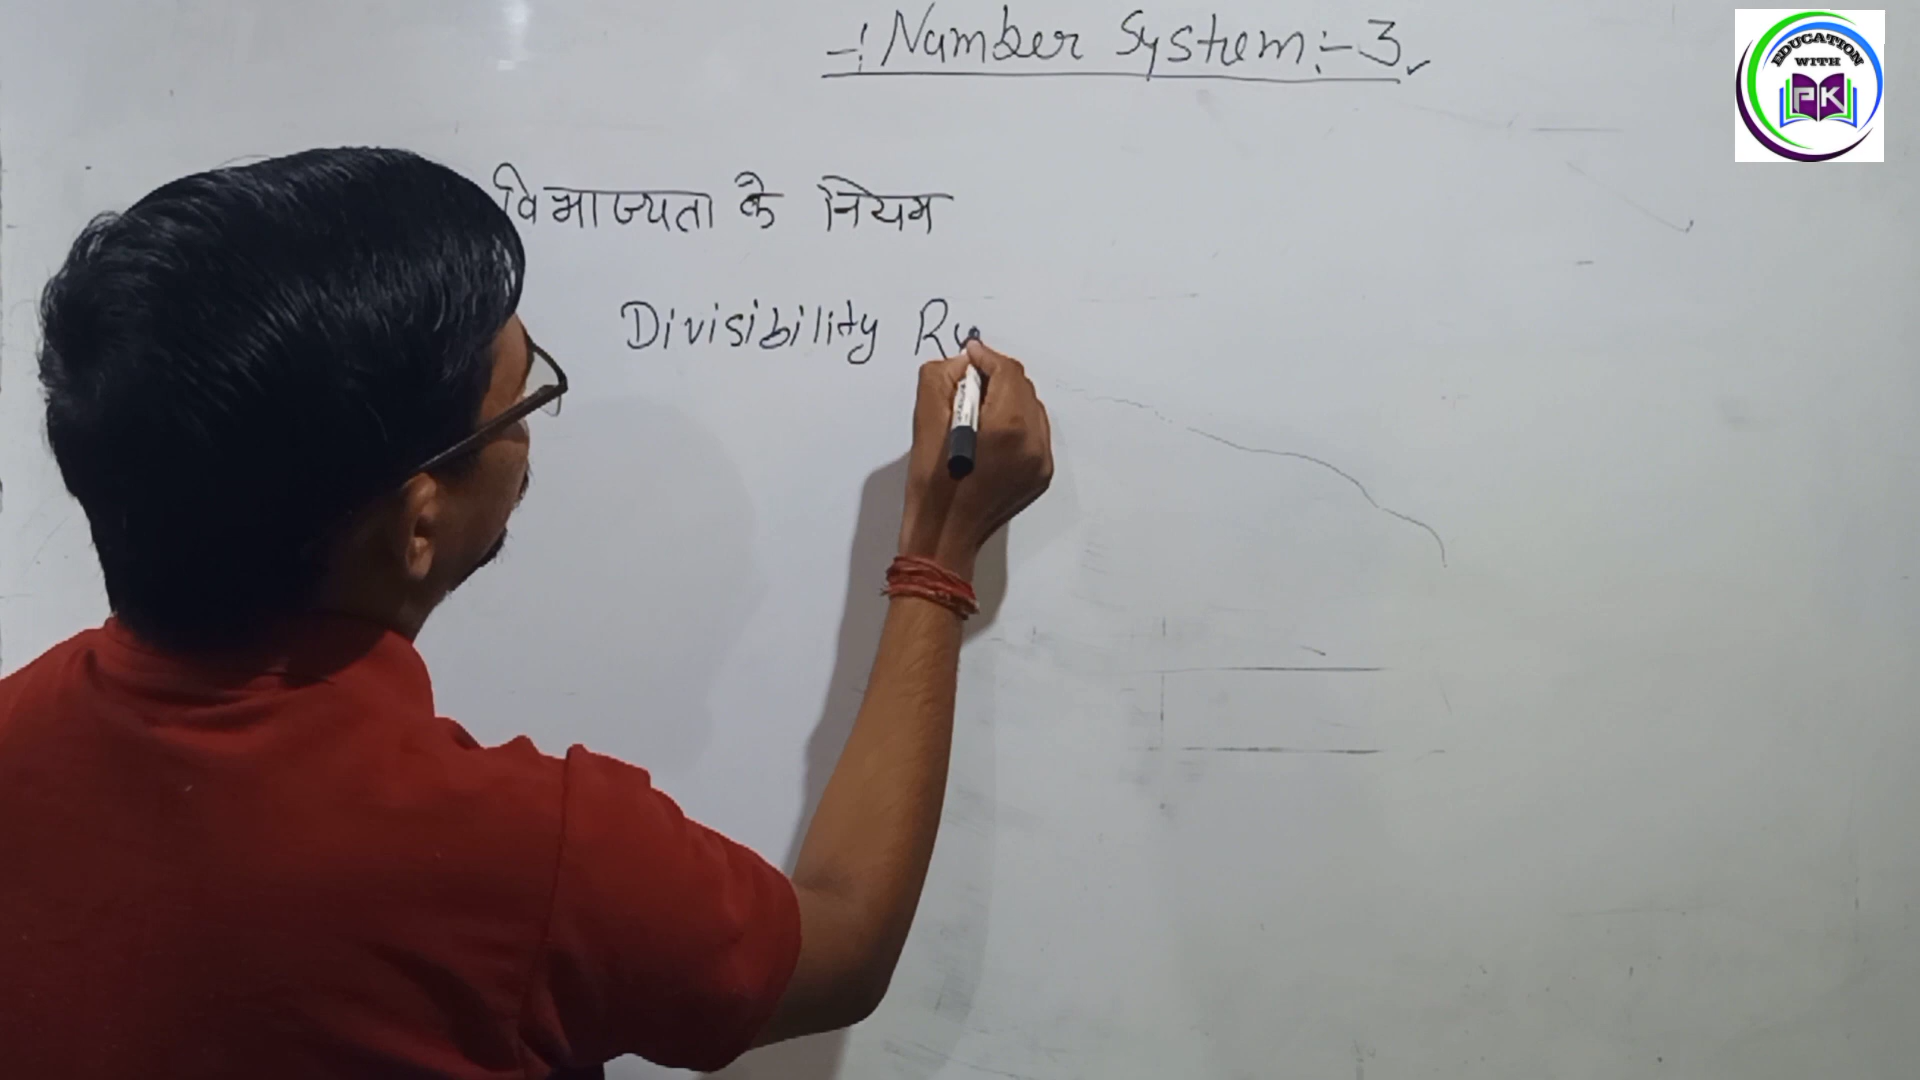 -: Number System :- 3
विभाज्यता के नियम
Divisibility Ru
EDUCATION
WITH
PK